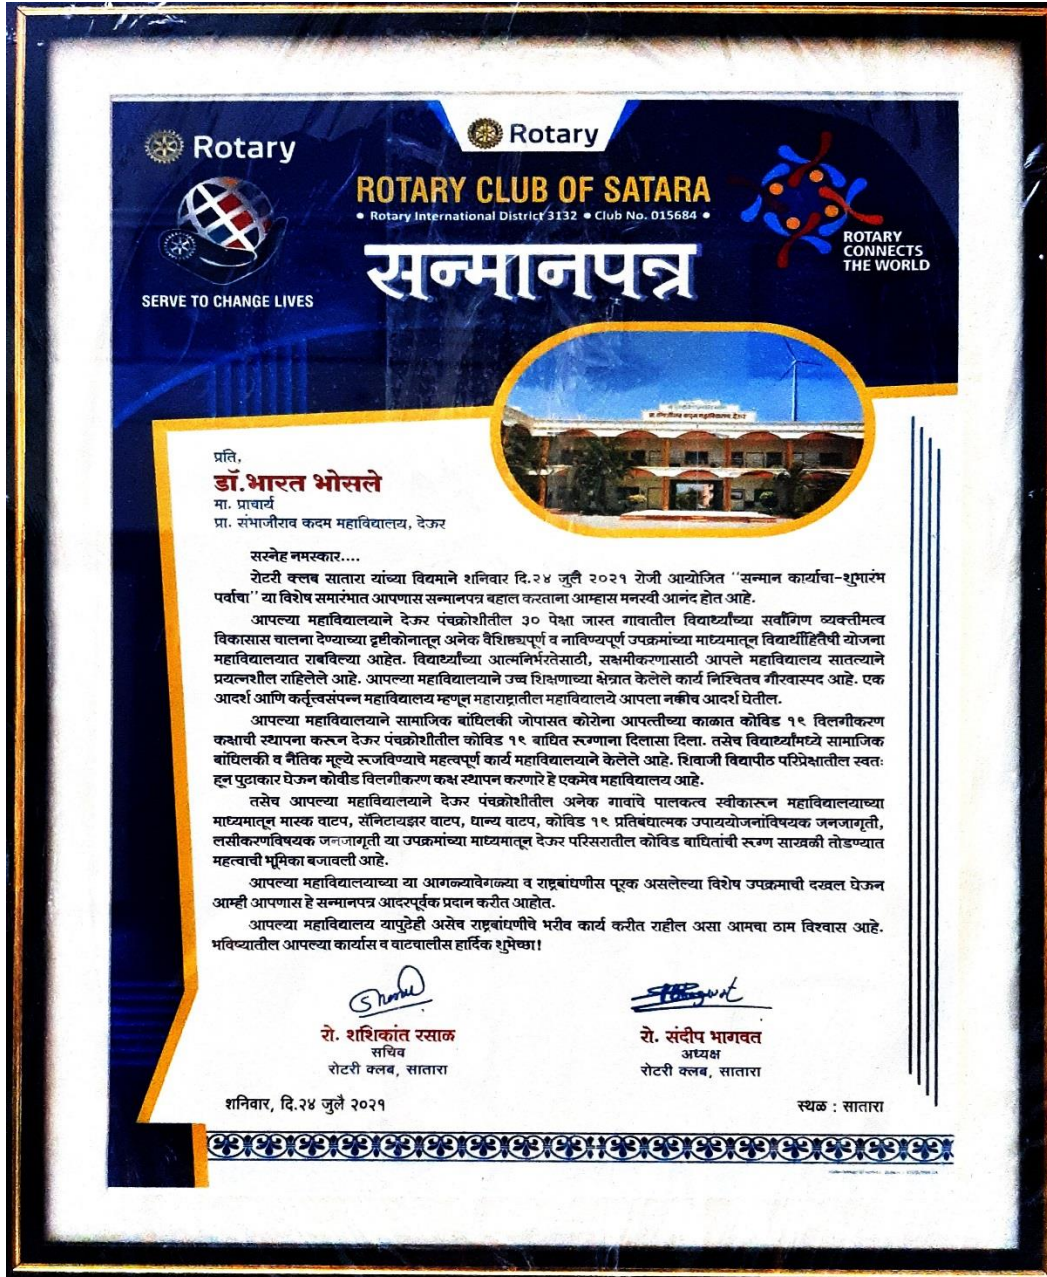 Rotary
Rotary
ROTARY CLUB OF SATARA
• Rotary International District 3132 • Club No. 015684 •
सन्मानपत्र
SERVE TO CHANGE LIVES
ROTARY
CONNECTS
THE WORLD
प्रति,
डॉ.भारत भोसले
मा. प्राचार्य
प्रा. संभाजीराव कदम महाविद्यालय, देऊर
सस्नेह नमस्कार....
रोटरी क्लब सातारा यांच्या विद्यमाने शनिवार दि.२४ जुलै २०२१ रोजी आयोजित "सन्मान कार्याचा-शुभारंभ
पर्वाचा" या विशेष समारंभात आपणास सन्मानपत्र बहाल करताना आम्हास मनस्वी आनंद होत आहे.
आपल्या महाविद्यालयाने देऊर पंचक्रोशीतील ३० पेक्षा जास्त गावातील विद्यार्थ्यांच्या सर्वांगिण व्यक्तीमत्व
विकासास चालना देण्याच्या दृष्टीकोनातून अनेक वैशिष्ट्यपूर्ण व नाविण्यपूर्ण उपक्रमांच्या माध्यमातून विद्यार्थीहितैषी योजना
महाविद्यालयात राबविल्या आहेत. विद्यार्थ्यांच्या आत्मनिर्भरतेसाठी, सक्षमीकरणासाठी आपले महाविद्यालय सातत्याने
प्रयत्नशील राहिलेले आहे. आपल्या महाविद्यालयाने उच्च शिक्षणाच्या क्षेत्रात केलेले कार्य निश्चितच गौरवास्पद आहे. एक
आदर्श आणि कर्तृत्त्वसंपन्न महाविद्यालय म्हणून महाराष्ट्रातील महाविद्यालये आपला नक्कीच आदर्श घेतील.
आपल्या महाविद्यालयाने सामाजिक बांधिलकी जोपासत कोरोना आपत्तीच्या काळात कोविड १९ विलगीकरण
कक्षाची स्थापना करून देऊर पंचक्रोशीतील कोविड १९ बाधित रूग्णाना दिलासा दिला. तसेच विद्यार्थ्यांमध्ये सामाजिक
बांधिलकी व नैतिक मूल्ये रूजविण्याचे महत्वपूर्ण कार्य महाविद्यालयाने केलेले आहे. शिवाजी विद्यापीठ परिप्रेक्षातील स्वतः
हून पुढाकार घेऊन कोवीड विलगीकरण कक्ष स्थापन करणारे हे एकमेव महाविद्यालय आहे.
तसेच आपल्या महाविद्यालयाने देऊर पंचक्रोशीतील अनेक गावांचे पालकत्व स्वीकारून महाविद्यालयाच्या
माध्यमातून मास्क वाटप, सॅनिटायझर वाटप, धान्य वाटप, कोविड १९ प्रतिबंधात्मक उपाययोजनांविषयक जनजागृती,
लसीकरणविषयक जनजागृती या उपक्रमांच्या माध्यमातून देऊर परिसरातील कोविड बाधितांची रूग्ण साखळी तोडण्यात
महत्वाची भूमिका बजावली आहे.
आपल्या महाविद्यालयाच्या या आगळ्यावेगळ्या व राष्ट्रबांधणीस पूरक असलेल्या विशेष उपक्रमाची दखल घेऊन
आम्ही आपणास हे सन्मानपत्र आदरपूर्वक प्रदान करीत आहोत.
आपल्या महाविद्यालय यापुढेही असेच राष्ट्रबांधणीचे भरीव कार्य करीत राहील असा आमचा ठाम विश्वास आहे.
भविष्यातील आपल्या कार्यास व वाटचालीस हार्दिक शुभेच्छा!
रो. शशिकांत रसाळ
सचिव
रोटरी क्लब, सातारा
रो. संदीप भागवत
अध्यक्ष
रोटरी क्लब, सातारा
शनिवार, दि.२४ जुलै २०२१
स्थळ : सातारा